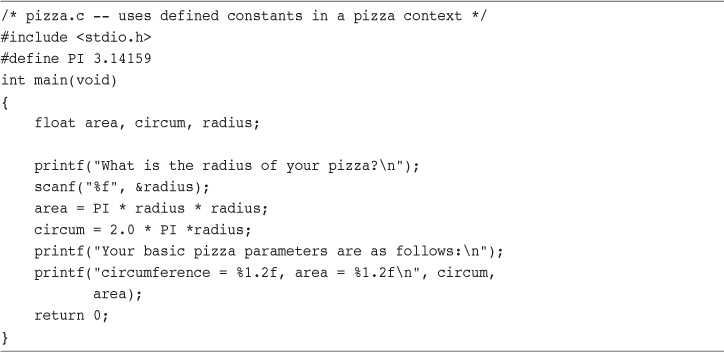 /* pizza.c -- uses defined constants in a pizza context */
#include <stdio.h>
#define PI 3.14159
int main(void)
{
    float area, circum, radius;

    printf("What is the radius of your pizza?\n");
    scanf("%f", &radius);
    area = PI * radius * radius;
    circum = 2.0 * PI *radius;
    printf("Your basic pizza parameters are as follows:\n");
    printf("circumference = %1.2f, area = %1.2f\n", circum,
           area);
    return 0;
}